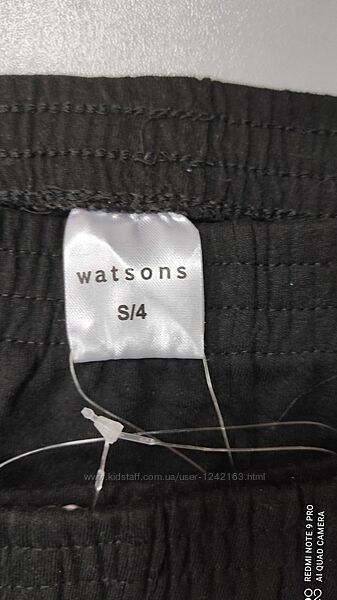 watsons
S/4
www.kidstaff.com.ua/user-1242163.html
REDMI NOTE 9 PRO
AI QUAD CAMERA